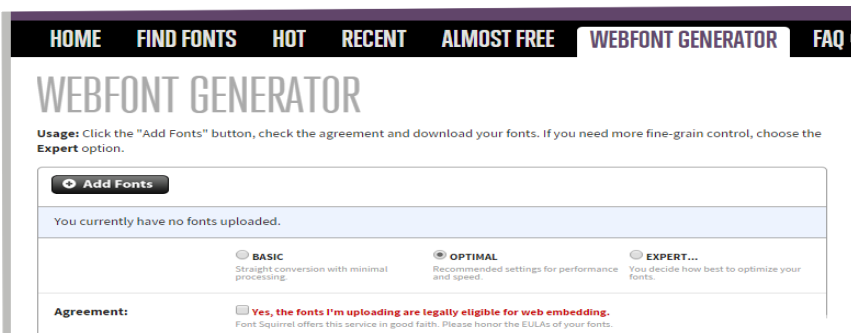 HOME FIND FONTS HOT RECENT ALMOST FREE WEBFONT GENERATOR FAQ
WEBFONT GENERATOR
Usage: Click the "Add Fonts" button, check the agreement and download your fonts. If you need more fine-grain control, choose the
Expert option.
Add Fonts
You currently have no fonts uploaded.
BASIC
Straight conversion with minimal
processing.
OPTIMAL
Recommended settings for performance
and speed.
EXPERT...
You decide how best to optimize your
fonts.
Agreement:
Yes, the fonts I'm uploading are legally eligible for web embedding.
Font Squirrel offers this service in good faith. Please honor the EULAs of your fonts.